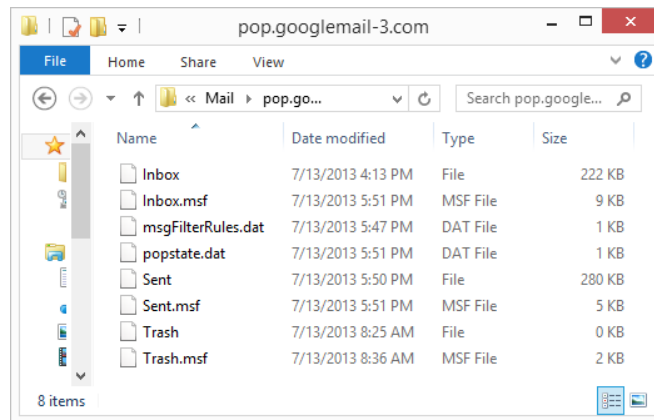 pop.googlemail-3.com
File Home Share View
« Mail pop.go... Search pop.google...
Name Date modified Type Size
Inbox 7/13/2013 4:13 PM File 222 KB
Inbox.msf 7/13/2013 5:51 PM MSF File 9 KB
msgFilterRules.dat 7/13/2013 5:47 PM DAT File 1 KB
popstate.dat 7/13/2013 5:51 PM DAT File 1 KB
Sent 7/13/2013 5:50 PM File 280 KB
Sent.msf 7/13/2013 5:51 PM MSF File 5 KB
Trash 7/13/2013 8:25 AM File 0 KB
Trash.msf 7/13/2013 8:36 AM MSF File 2 KB
8 items